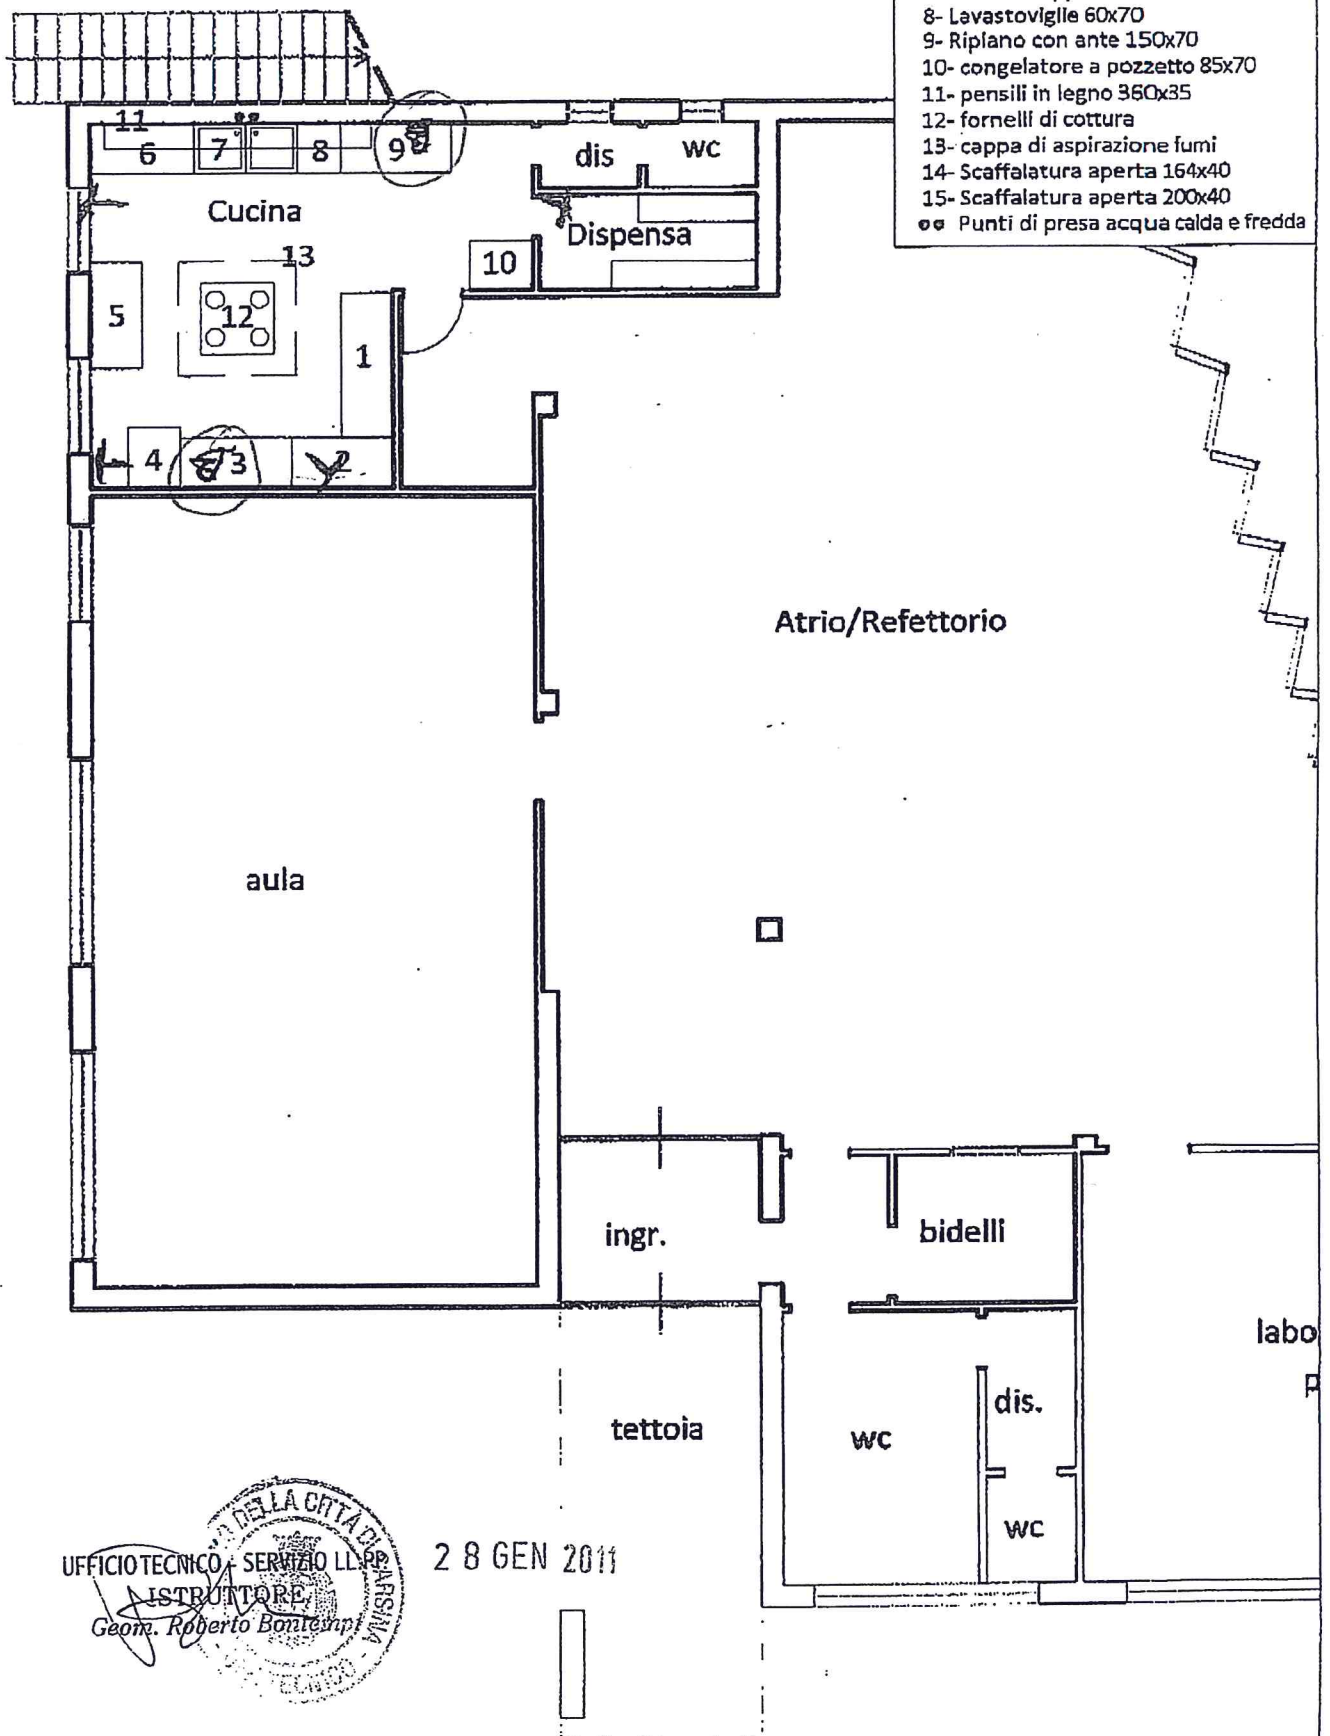 8- Lavastoviglie 60x70
9- Ripiano con ante 150x70
10- congelatore a pozzetto 85x70
11- pensili in legno 360x35
12- fornelli di cottura
13- cappa di aspirazione fumi
14- Scaffalatura aperta 164x40
15- Scaffalatura aperta 200x40
Punti di presa acqua calda e fredda
11
6
7
8
9
dis
wc
Cucina
Dispensa
13
10
5
12
1
4
3
2
Atrio/Refettorio
aula
ingr.
bidelli
labo
p
tettoia
wc
dis.
wc
DELLA CITTÀ DI
UFFICIO TECNICO - SERVIZIO LL.PP.
ISTRUTTORE
Geom. Roberto Bontempi
28 GEN 2011